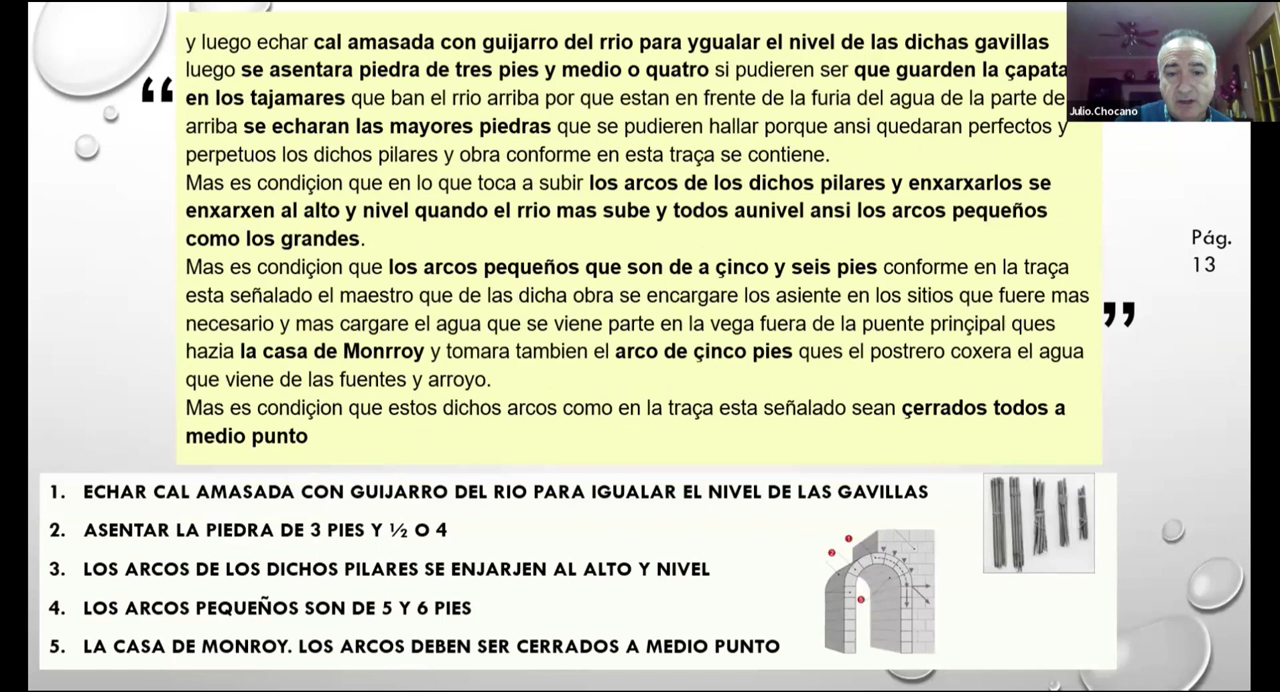 “
y luego echar cal amasada con guijarro del rrio para ygualar el nivel de las dichas gavillas
luego se asentara piedra de tres pies y medio o quatro si pudieren ser que guarden la çapata
en los tajamares que ban el rrio arriba por que estan en frente de la furia del agua de la parte de
arriba se echaran las mayores piedras que se pudieren hallar porque ansi quedaran perfectos y
perpetuos los dichos pilares y obra conforme en esta traça se contiene.
Mas es condiçion que en lo que toca a subir los arcos de los dichos pilares y enxarxarlos se
enxarxen al alto y nivel quando el rrio mas sube y todos aunivel ansi los arcos pequeños
como los grandes.
Mas es condiçion que los arcos pequeños que son de a çinco y seis pies conforme en la traça
esta señalado el maestro que de las dicha obra se encargare los asiente en los sitios que fuere mas
necesario y mas cargare el agua que se viene parte en la vega fuera de la puente prinçipal ques
hazia la casa de Monrroy y tomara tambien el arco de çinco pies ques el postrero coxera el agua
que viene de las fuentes y arroyo.
Mas es condiçion que estos dichos arcos como en la traça esta señalado sean çerrados todos a
medio punto
”
Julio.Chocano
Pág.
13
1. ECHAR CAL AMASADA CON GUIJARRO DEL RIO PARA IGUALAR EL NIVEL DE LAS GAVILLAS
2. ASENTAR LA PIEDRA DE 3 PIES Y ½ O 4
3. LOS ARCOS DE LOS DICHOS PILARES SE ENJARJEN AL ALTO Y NIVEL
4. LOS ARCOS PEQUEÑOS SON DE 5 Y 6 PIES
5. LA CASA DE MONROY. LOS ARCOS DEBEN SER CERRADOS A MEDIO PUNTO
1
2